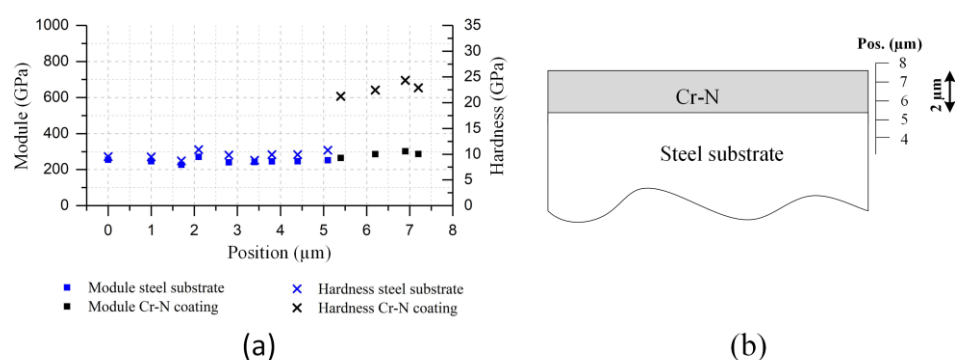 1000
800
600
400
200
0
Module (GPa)
35
30
25
20
15
10
5
0
Hardness (GPa)
0 1 2 3 4 5 6 7 8
Position (µm)
Module steel substrate
Hardness steel substrate
Module Cr-N coating
Hardness Cr-N coating
(a)
Pos. (µm)
8
7
6
5
4
2 µm
Cr-N
Steel substrate
(b)